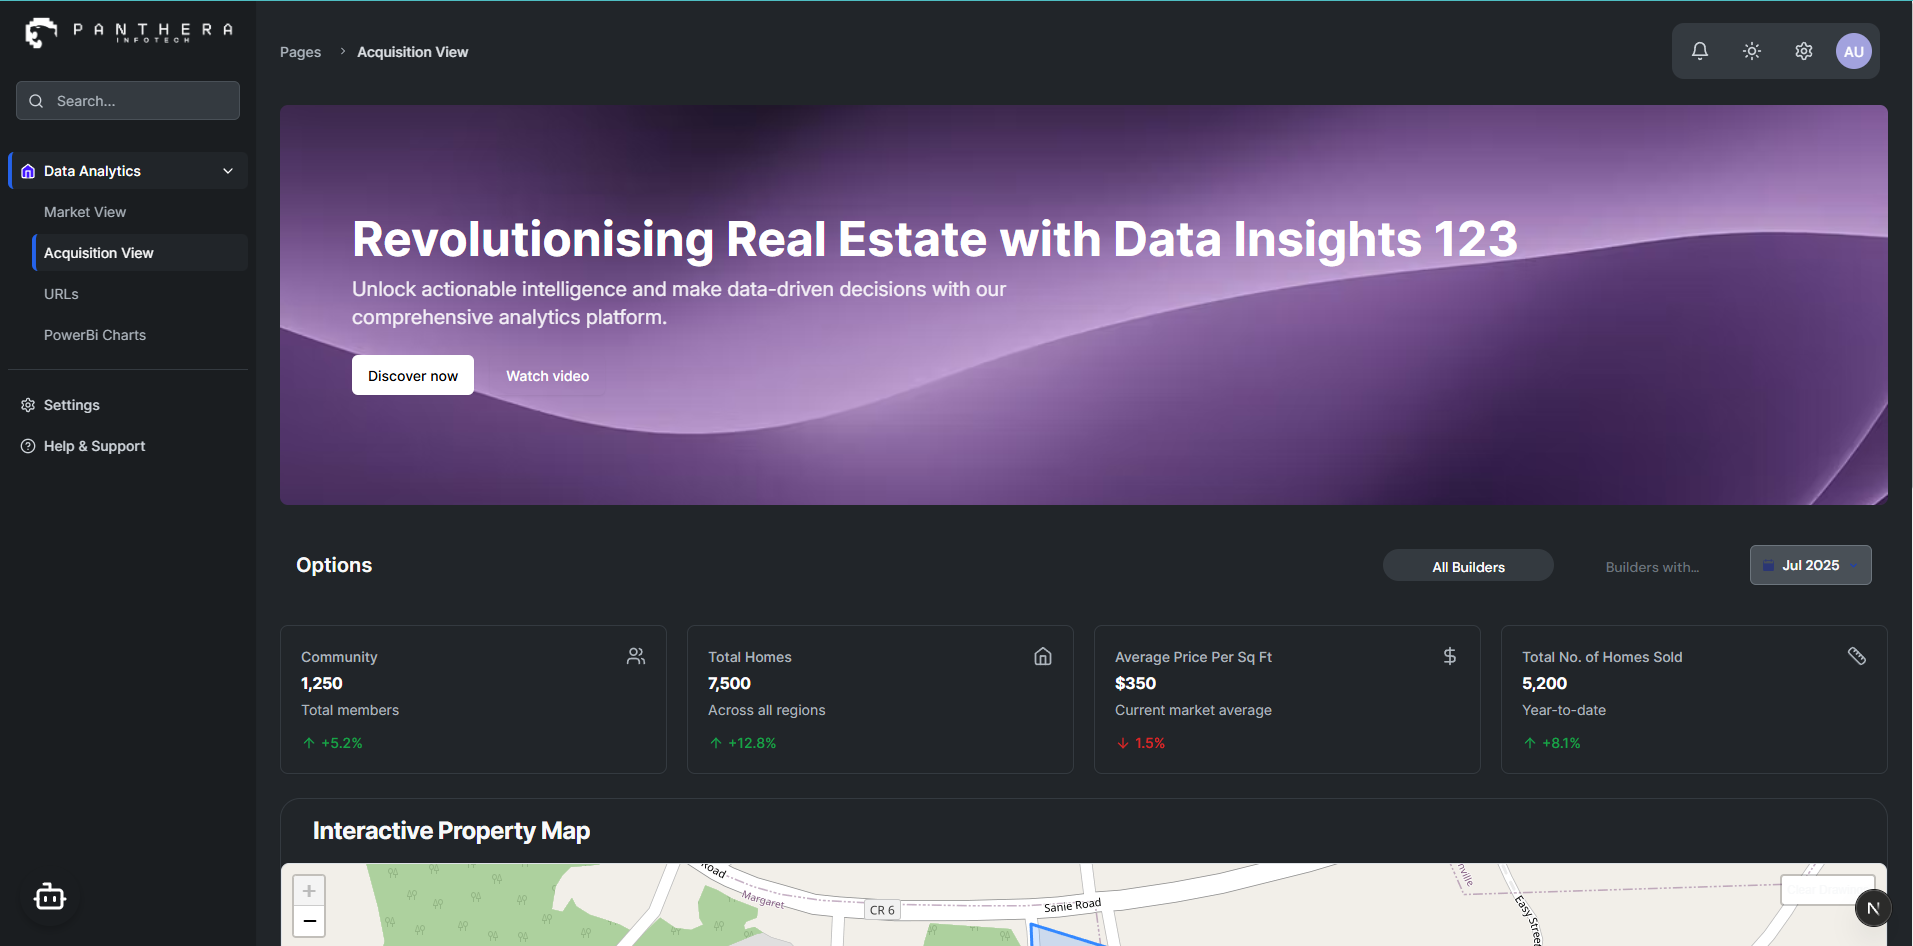 PANTHERA
INFOTECH
Search...
Data Analytics
Market View
Acquisition View
URLs
PowerBi Charts
Settings
Help & Support
Pages
Acquisition View
AU
Revolutionising Real Estate with Data Insights 123
Unlock actionable intelligence and make data-driven decisions with our
comprehensive analytics platform.
Discover now
Watch video
Options
All Builders
Builders with...
Jul 2025
Community
1,250
Total members
+5.2%
Total Homes
7,500
Across all regions
+12.8%
Average Price Per Sq Ft
$350
Current market average
1.5%
Total No. of Homes Sold
5,200
Year-to-date
+8.1%
Interactive Property Map
+
−
Road
Margaret
CR 6
Sanie Road
Easy Street
N